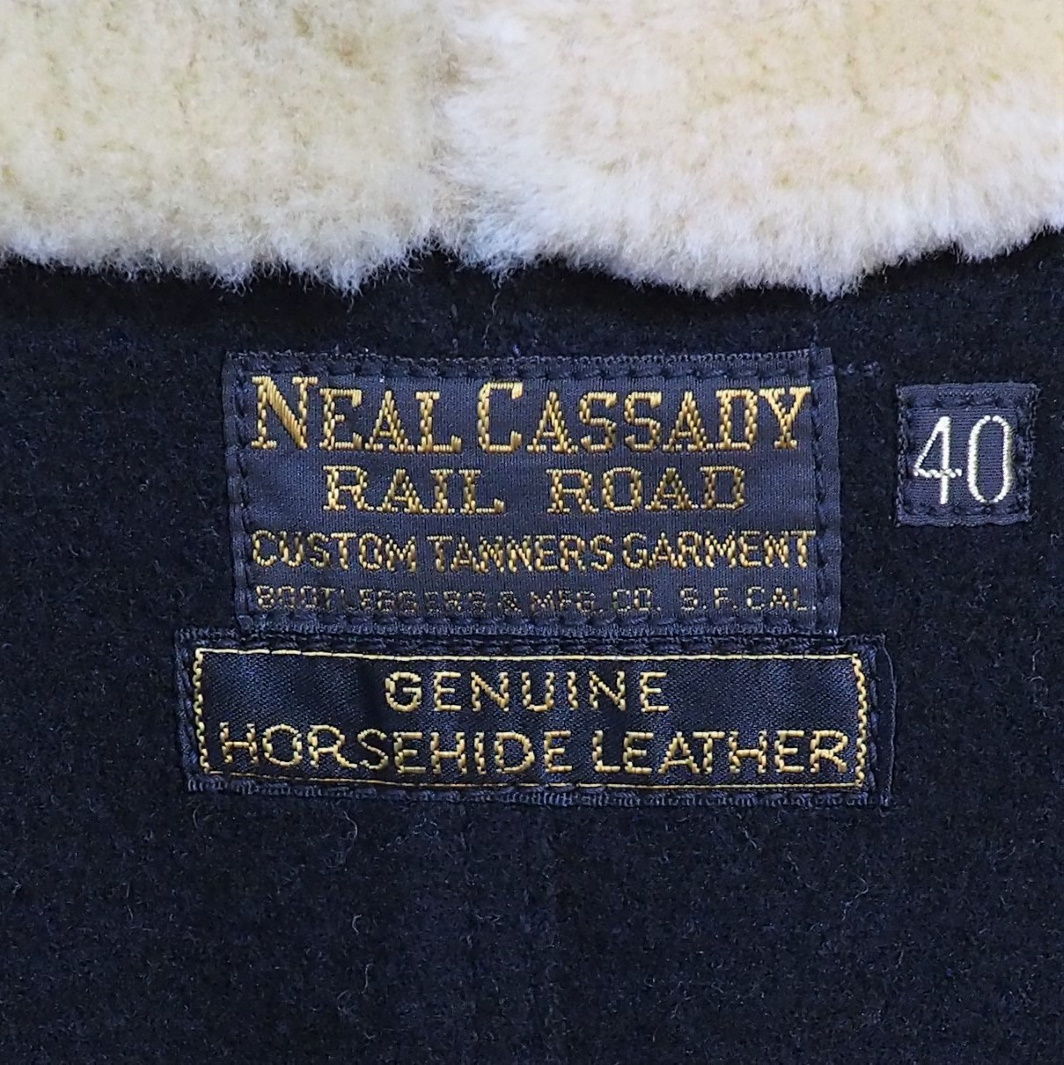 NEAL CASSADY
RAIL ROAD
CUSTOM TANNERS GARMENT
BOOTLEGGERS & MFG. CO. S.F. CAL
40
GENUINE
HORSEHIDE LEATHER